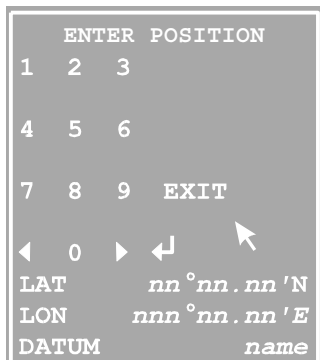 ENTER POSITION
1 2 3
4 5 6
7 8 9 EXIT
◀ 0 ▶ ↵
LAT nn°nn.nn'N
LON nnn°nn.nn'E
DATUM name